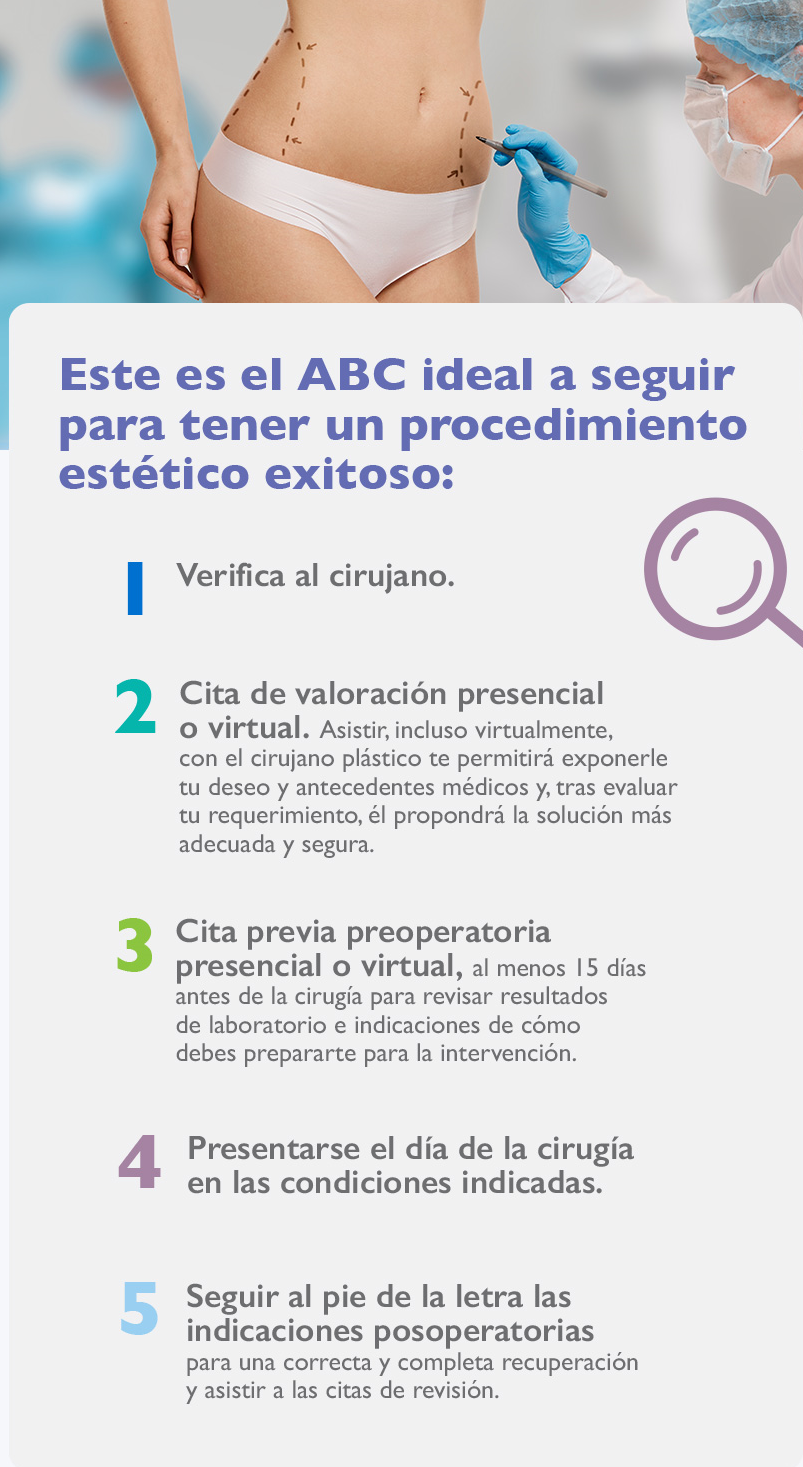 Este es el ABC ideal a seguir
para tener un procedimiento
estético exitoso:
1 Verifica al cirujano.
2 Cita de valoración presencial
o virtual. Asistir, incluso virtualmente,
con el cirujano plástico te permitirá exponerle
tu deseo y antecedentes médicos y, tras evaluar
tu requerimiento, él propondrá la solución más
adecuada y segura.
3 Cita previa preoperatoria
presencial o virtual, al menos 15 días
antes de la cirugía para revisar resultados
de laboratorio e indicaciones de cómo
debes prepararte para la intervención.
4 Presentarse el día de la cirugía
en las condiciones indicadas.
5 Seguir al pie de la letra las
indicaciones posoperatorias
para una correcta y completa recuperación
y asistir a las citas de revisión.